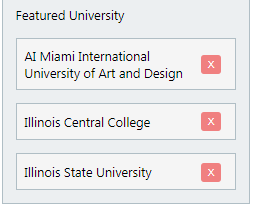 Featured University
AI Miami International
University of Art and Design
X
Illinois Central College
X
Illinois State University
X